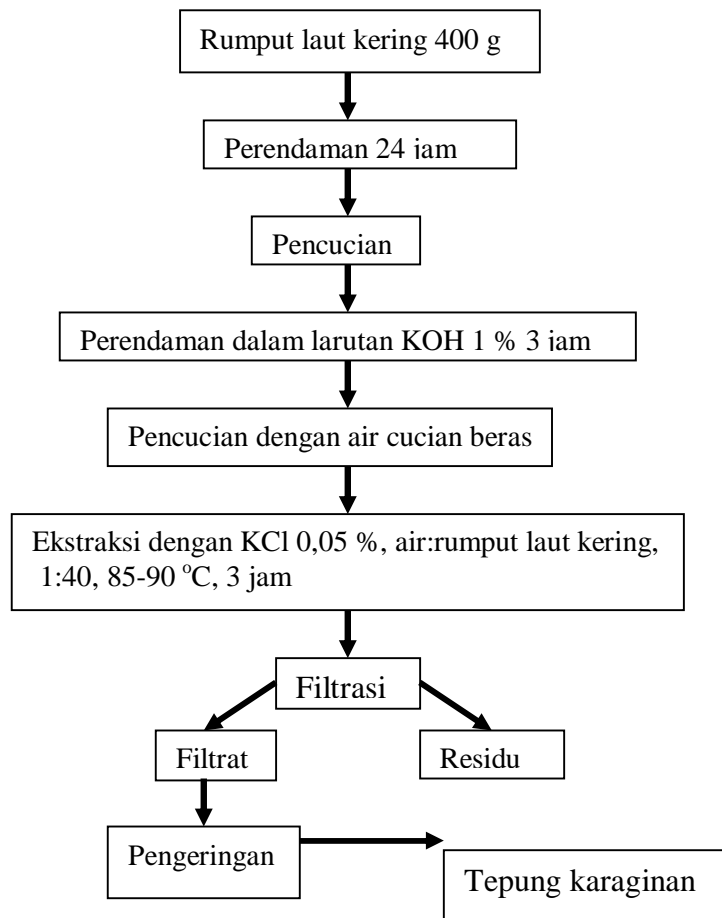 Rumput laut kering 400 g
Perendaman 24 jam
Pencucian
Perendaman dalam larutan KOH 1 % 3 jam
Pencucian dengan air cucian beras
Ekstraksi dengan KCl 0,05 %, air:rumput laut kering,
1:40, 85-90 °C, 3 jam
Filtrasi
Filtrat
Residu
Pengeringan
Tepung karaginan